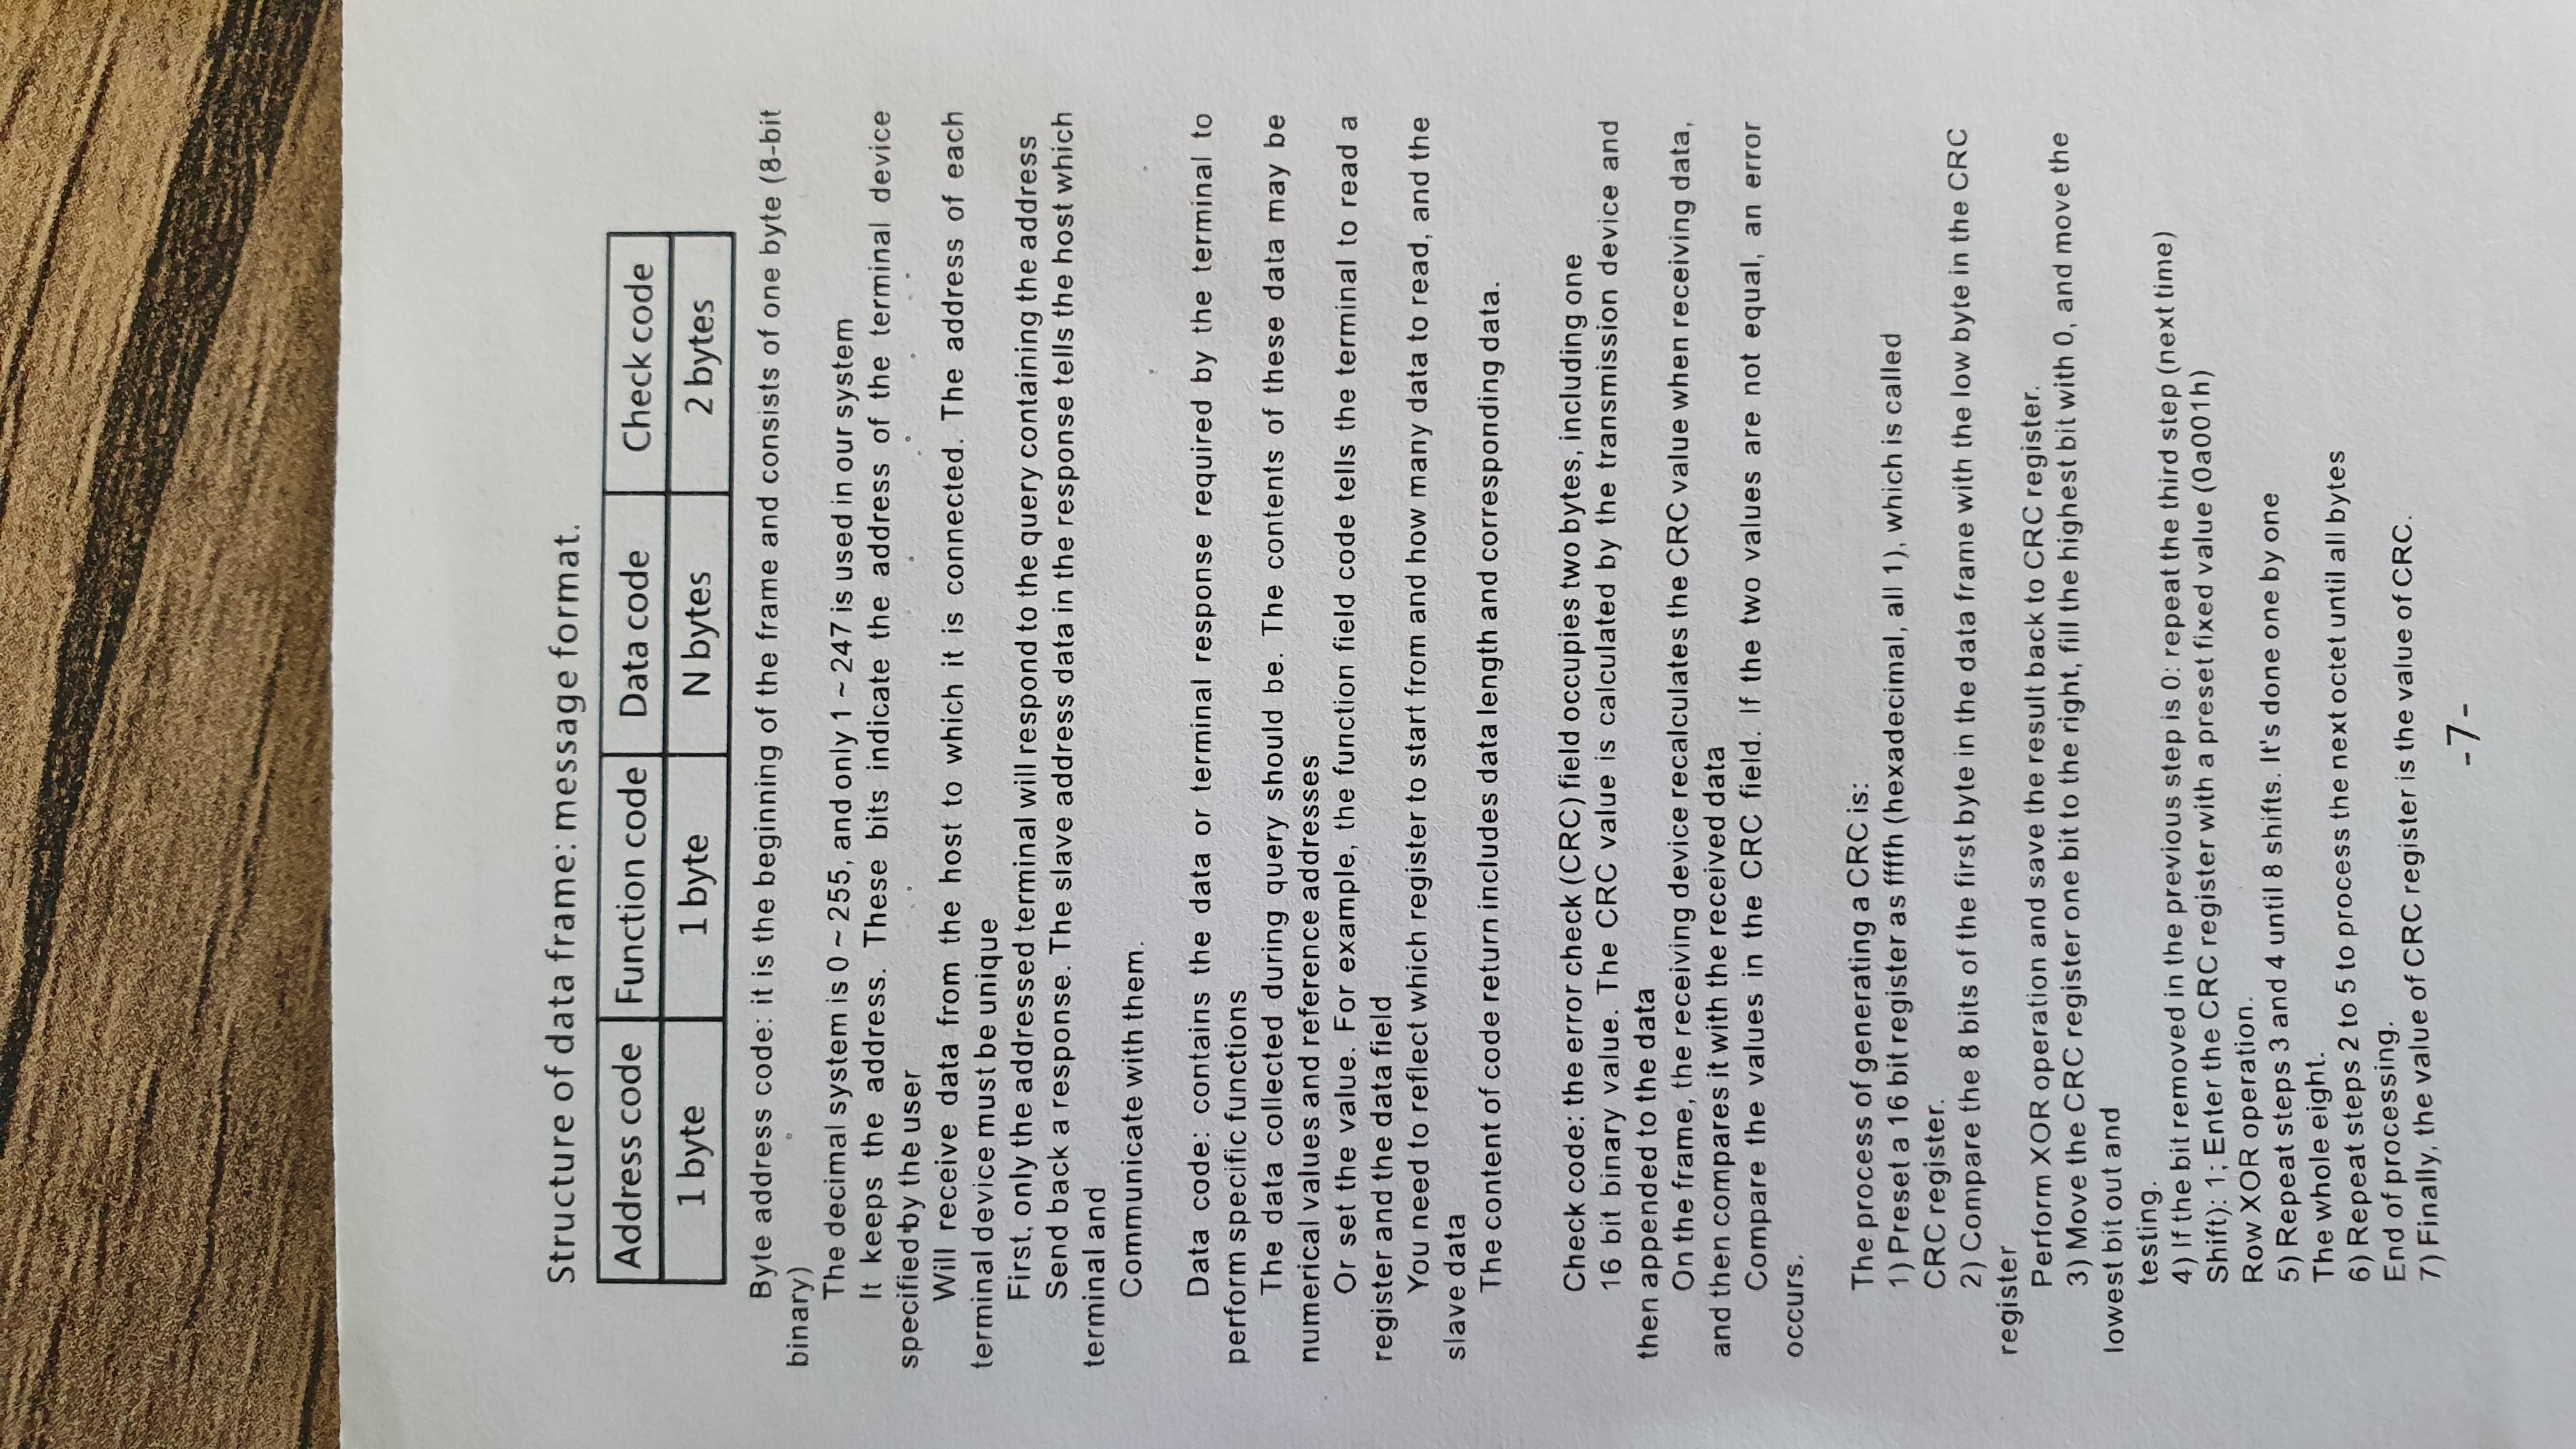 Structure of data frame: message format.
Address code Function code Data code Check code
1 byte 1 byte N bytes 2 bytes
Byte address code: it is the beginning of the frame and consists of one byte (8-bit
binary)
The decimal system is 0 ~ 255, and only 1 ~ 247 is used in our system
It keeps the address. These bits indicate the address of the terminal device
specified by the user
Will receive data from the host to which it is connected. The address of each
terminal device must be unique
First, only the addressed terminal will respond to the query containing the address
Send back a response. The slave address data in the response tells the host which
terminal and
Communicate with them.
Data code: contains the data or terminal response required by the terminal to
perform specific functions
The data collected during query should be. The contents of these data may be
numerical values and reference addresses
Or set the value. For example, the function field code tells the terminal to read a
register and the data field
You need to reflect which register to start from and how many data to read, and the
slave data
The content of code return includes data length and corresponding data.
Check code: the error check (CRC) field occupies two bytes, including one
16 bit binary value. The CRC value is calculated by the transmission device and
then appended to the data
On the frame, the receiving device recalculates the CRC value when receiving data,
and then compares it with the received data
Compare the values in the CRC field. If the two values are not equal, an error
occurs.
The process of generating a CRC is:
1) Preset a 16 bit register as ffffh (hexadecimal, all 1), which is called
CRC register.
2) Compare the 8 bits of the first byte in the data frame with the low byte in the CRC
register
Perform XOR operation and save the result back to CRC register.
3) Move the CRC register one bit to the right, fill the highest bit with 0, and move the
lowest bit out and
testing.
4) If the bit removed in the previous step is 0: repeat the third step (next time)
Shift): 1; Enter the CRC register with a preset fixed value (0a001h)
Row XOR operation.
5) Repeat steps 3 and 4 until 8 shifts. It's done one by one
The whole eight.
6) Repeat steps 2 to 5 to process the next octet until all bytes
End of processing.
7) Finally, the value of CRC register is the value of CRC.
-7-